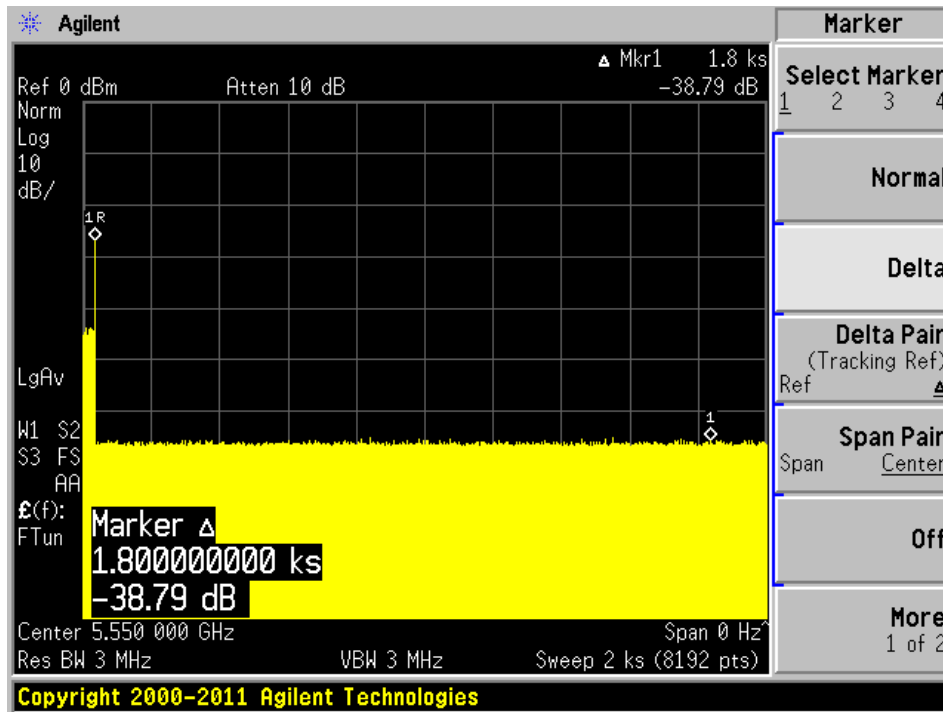 Agilent
Marker
Δ Mkr1 1.8 ks
Ref 0 dBm Atten 10 dB -38.79 dB
Norm
Log
10
dB/
1R
1
LgAv
W1 S2
S3 FS
AA
£(f):
FTun
Marker Δ
1.800000000 ks
-38.79 dB
Center 5.550 000 GHz Span 0 Hz^
Res BW 3 MHz VBW 3 MHz Sweep 2 ks (8192 pts)
Copyright 2000-2011 Agilent Technologies
Select Marker
1 2 3 4
Normal
Delta
Delta Pair
(Tracking Ref)
Ref Δ
Span Pair
Span Center
Off
More
1 of 2